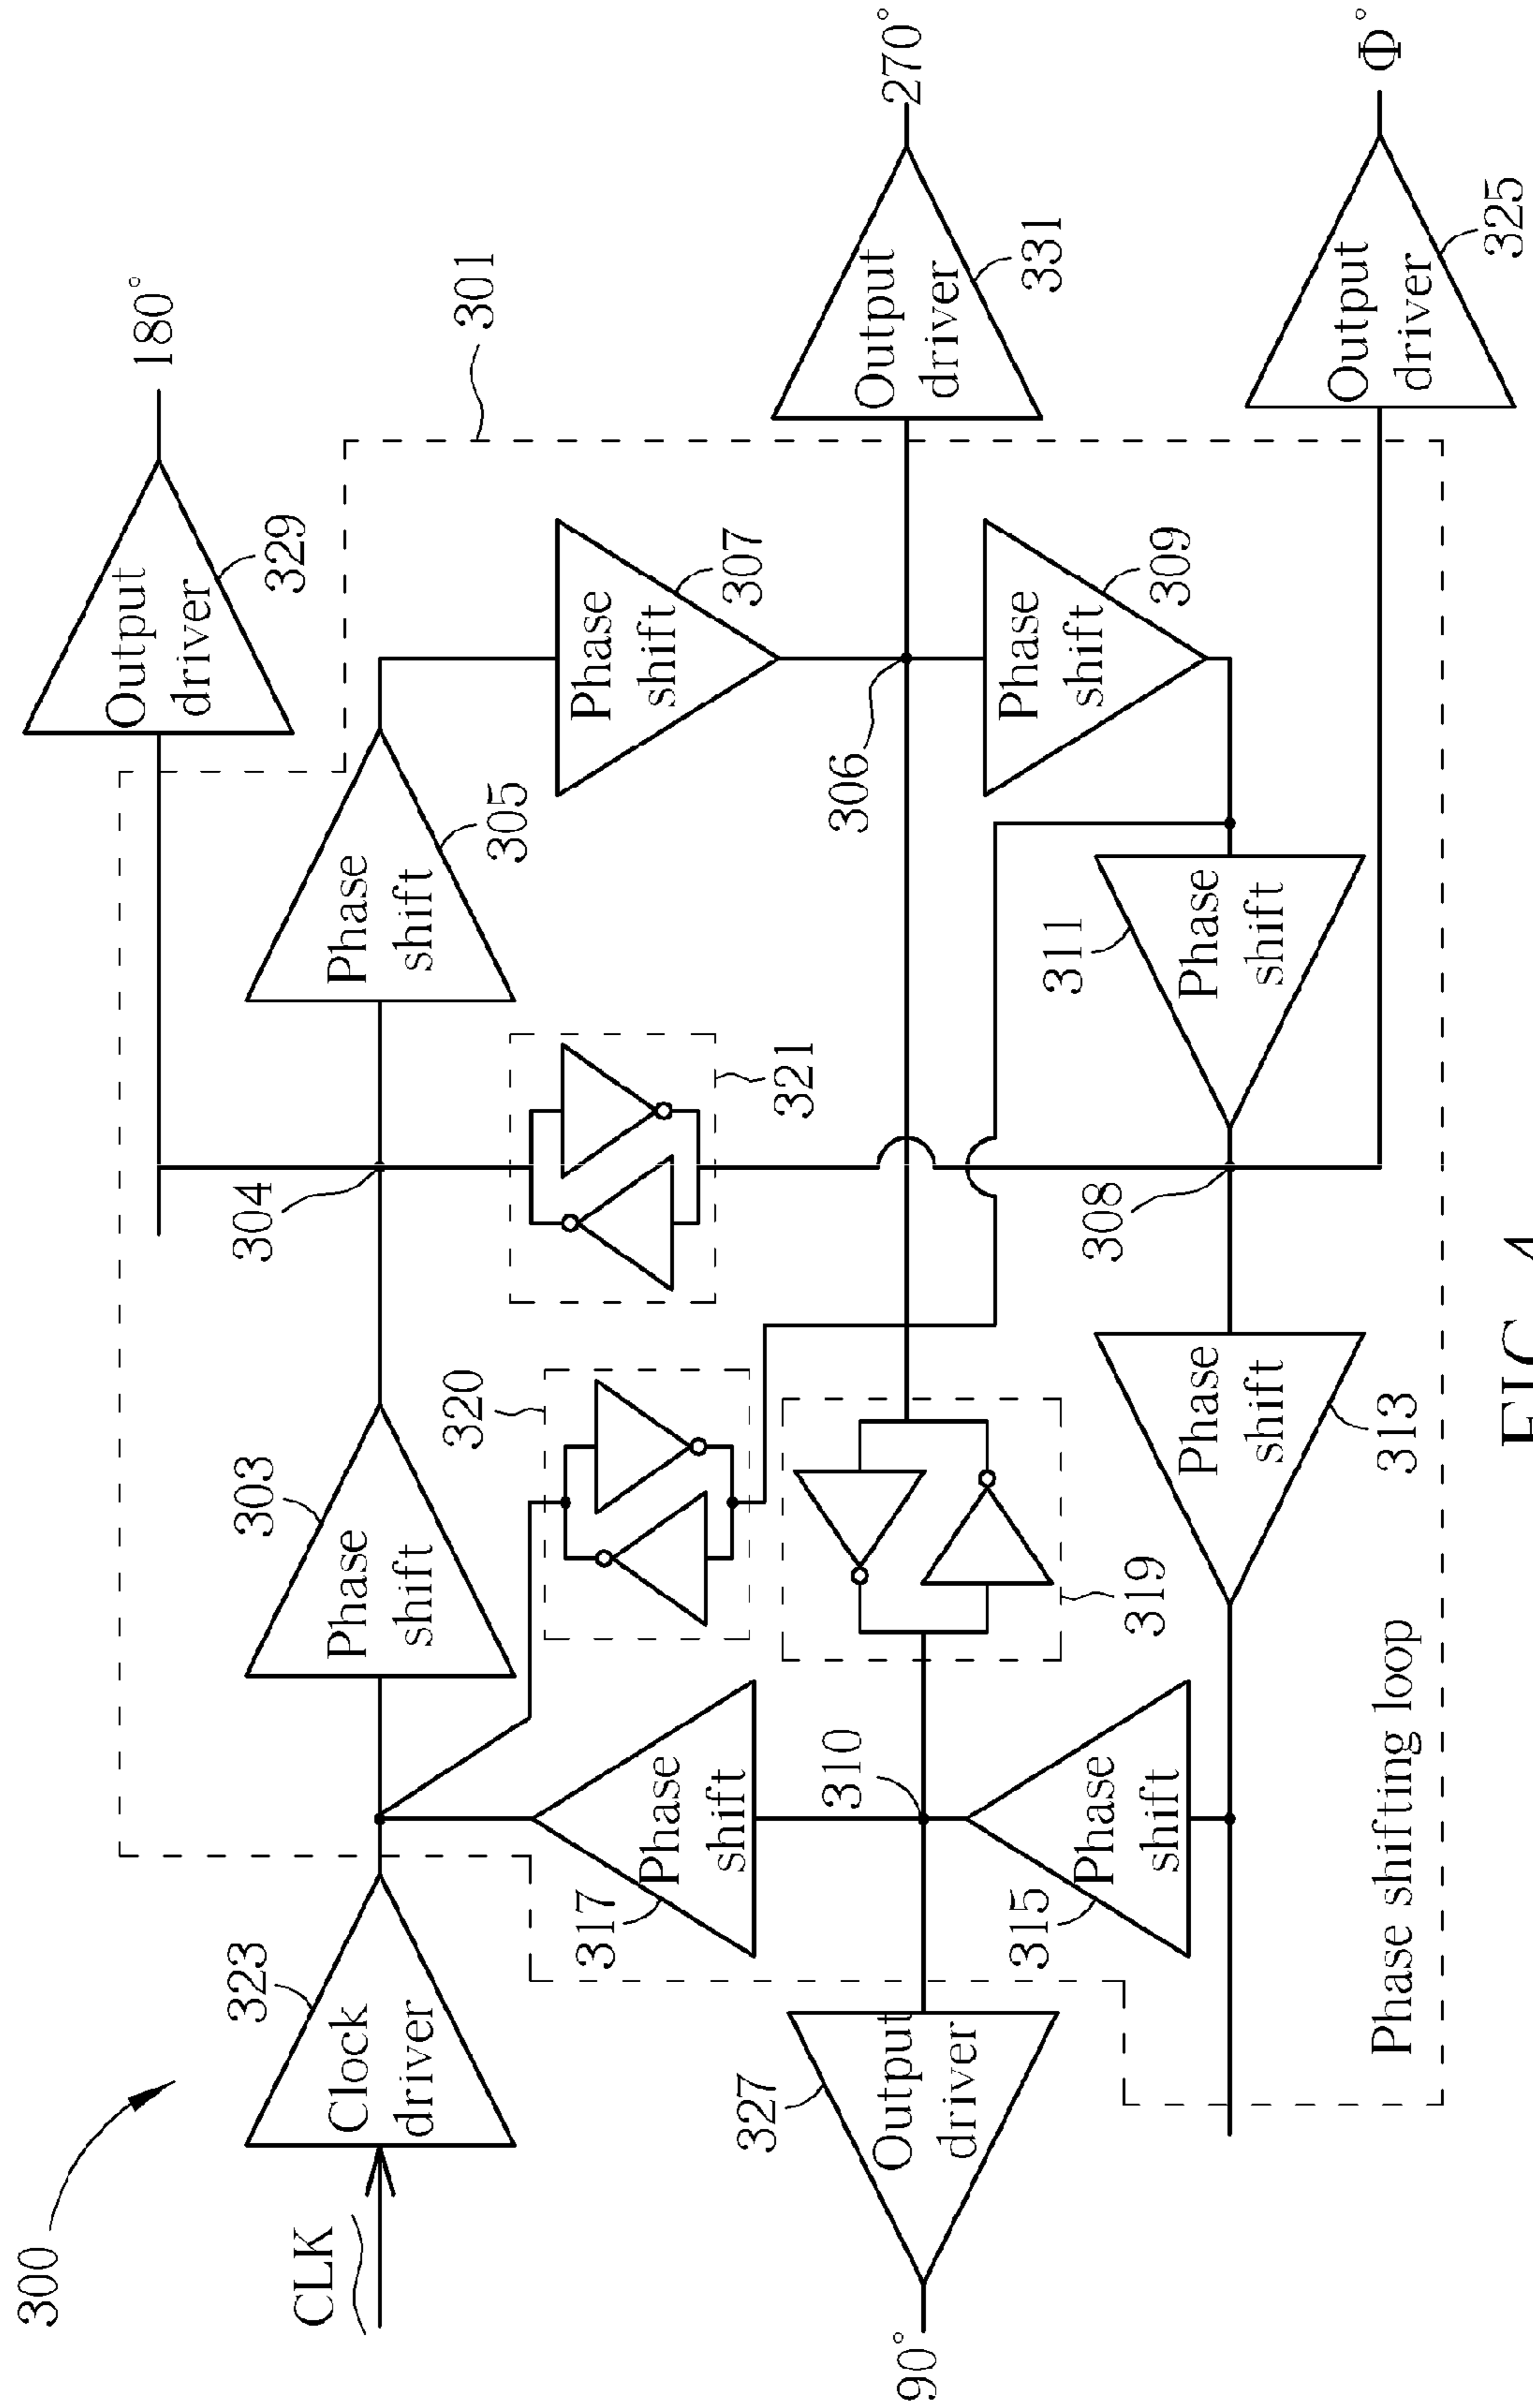 300
CLK
Clock
driver
323
Phase
shift
303
304
Phase
shift
305
Output
driver
329
180°
301
Phase
shift
317
320
321
Phase
shift
307
90°
Output
driver
327
310
319
306
Output
driver
331
270°
Phase
shift
315
Phase
shift
313
308
Phase
shift
311
Phase
shift
309
Output
driver
325
Φ°
Phase shifting loop
FIG. 4